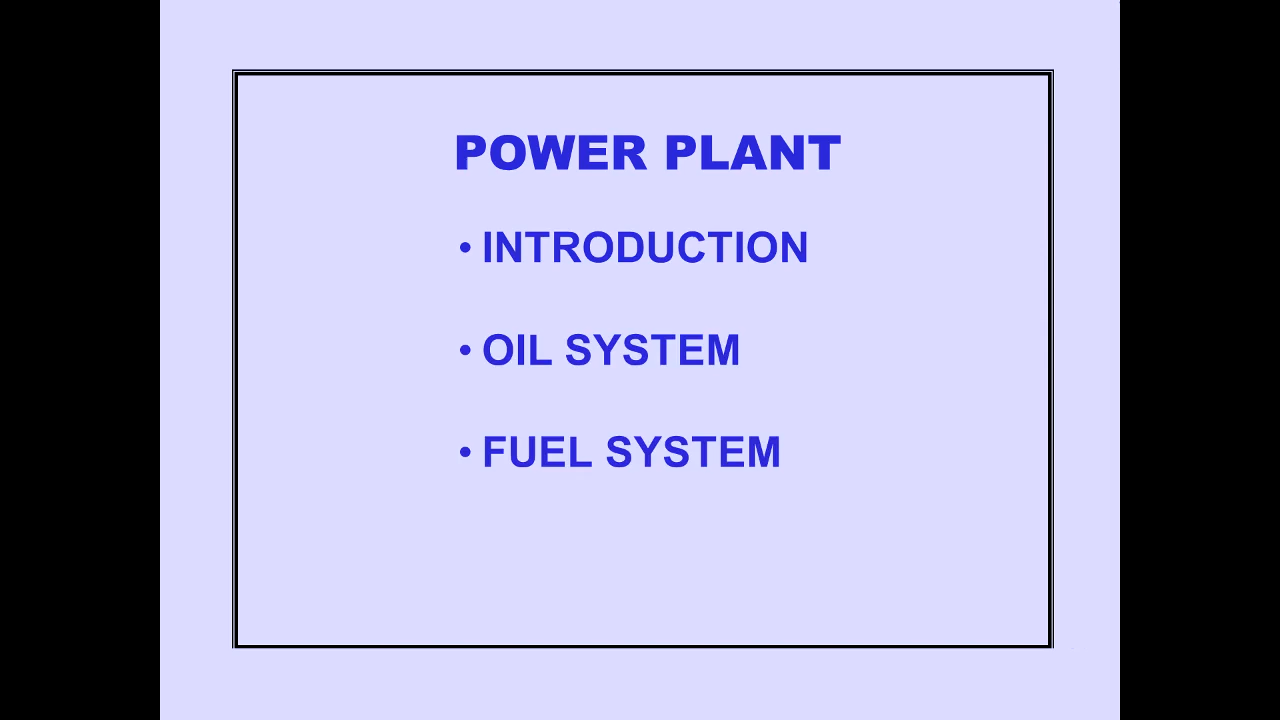 POWER PLANT
• INTRODUCTION
• OIL SYSTEM
• FUEL SYSTEM